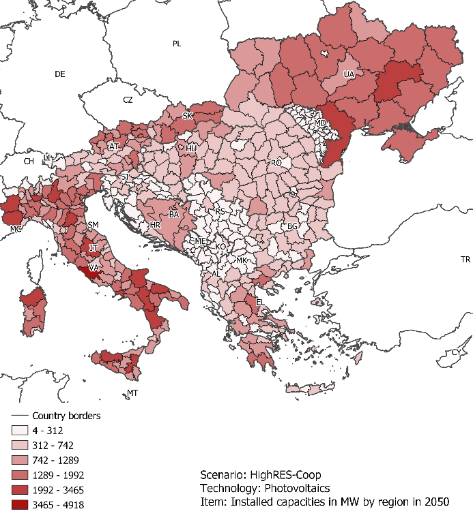 PL
DE
UA
CZ
SK
MD
AT
HU
CH
LI
RO
SI
HR
BA
RS
MC
SM
IT
ME
KO
BG
VA
MK
AL
TR
EL
CY
MT
Country borders
4 - 312
312 - 742
742 - 1289
1289 - 1992
1992 - 3465
3465 - 4918
Scenario: HighRES-Coop
Technology: Photovoltaics
Item: Installed capacities in MW by region in 2050